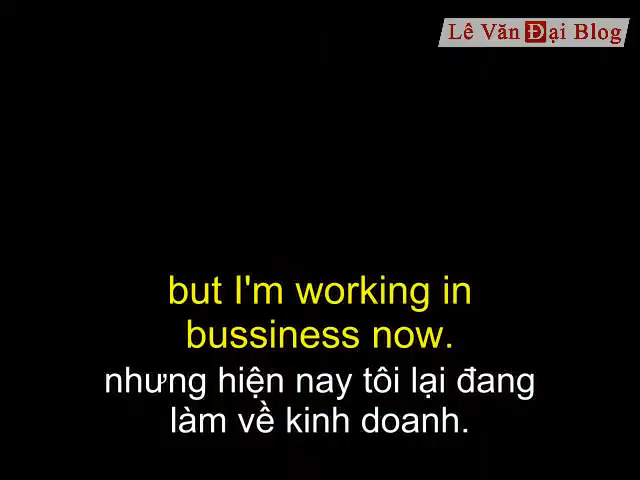 Lê Văn Đại Blog
but I'm working in
bussiness now.
nhưng hiện nay tôi lại đang
làm về kinh doanh.